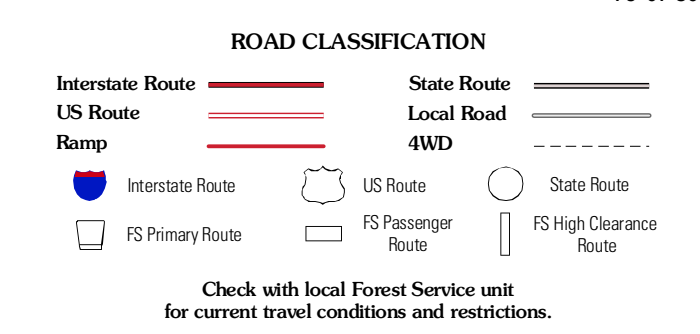 ROAD CLASSIFICATION
Interstate Route
State Route
US Route
Local Road
Ramp
4WD
Interstate Route
US Route
State Route
FS Primary Route
FS Passenger
Route
FS High Clearance
Route
Check with local Forest Service unit
for current travel conditions and restrictions.